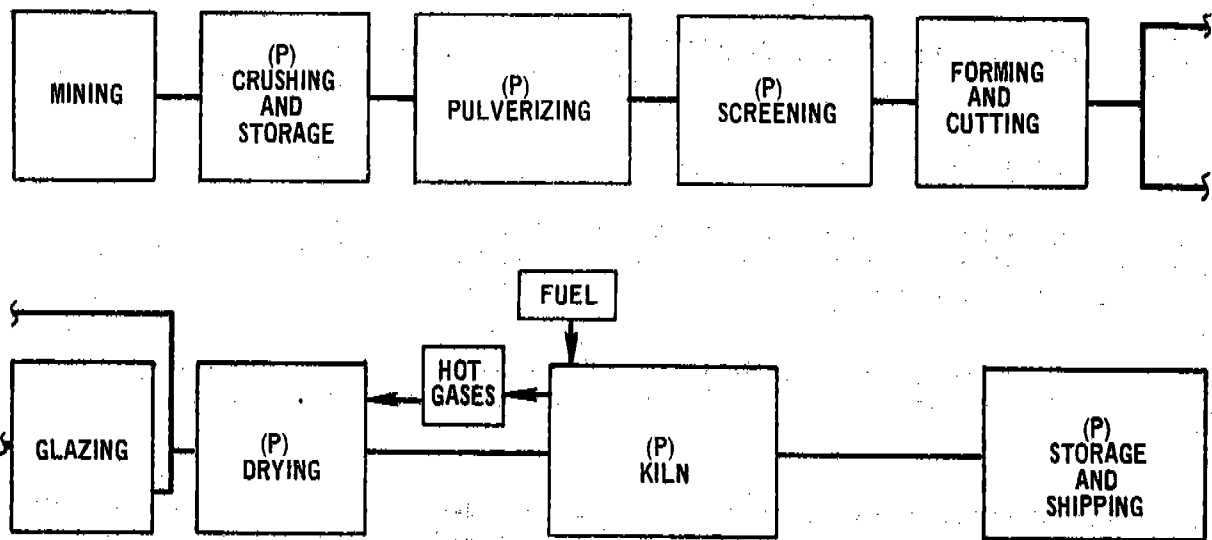 MINING
(P)
CRUSHING
AND
STORAGE
(P)
PULVERIZING
(P)
SCREENING
FORMING
AND
CUTTING
FUEL
HOT
GASES
GLAZING
(P)
DRYING
(P)
KILN
(P)
STORAGE
AND
SHIPPING